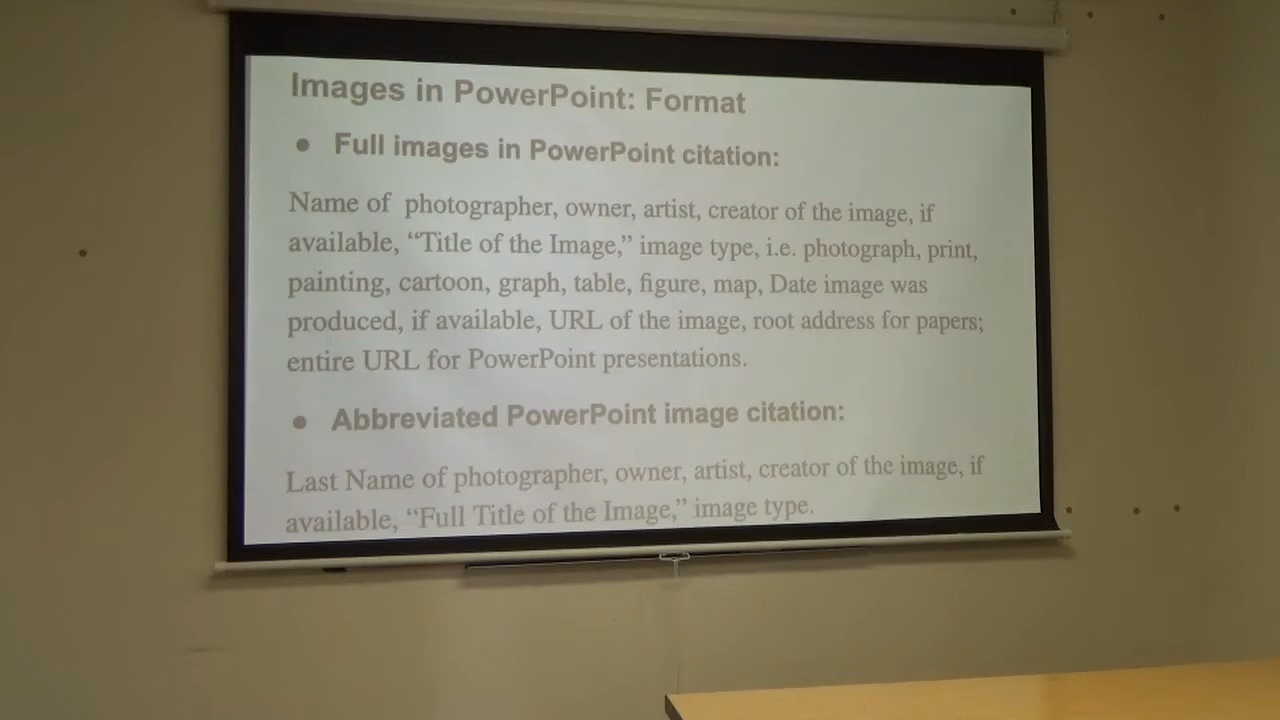 Images in PowerPoint: Format
● Full images in PowerPoint citation:
Name of photographer, owner, artist, creator of the image, if
available, “Title of the Image,” image type, i.e. photograph, print,
painting, cartoon, graph, table, figure, map, Date image was
produced, if available, URL of the image, root address for papers;
entire URL for PowerPoint presentations.
● Abbreviated PowerPoint image citation:
Last Name of photographer, owner, artist, creator of the image, if
available, “Full Title of the Image,” image type.